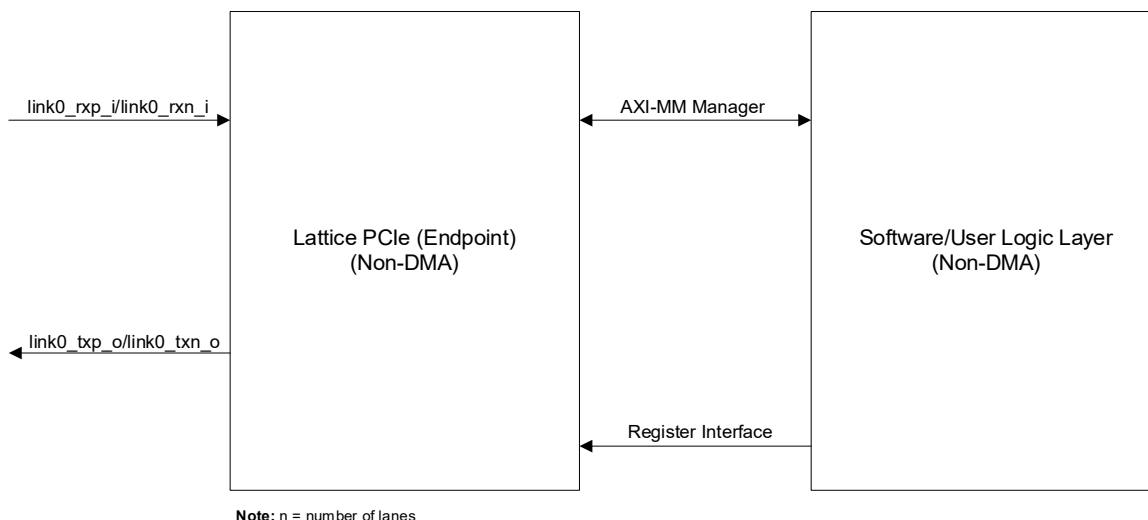 link0_rxp_i/link0_rxn_i
AXI-MM Manager
Lattice PCIe (Endpoint)
(Non-DMA)
Software/User Logic Layer
(Non-DMA)
link0_txp_o/link0_txn_o
Register Interface
Note: n = number of lanes